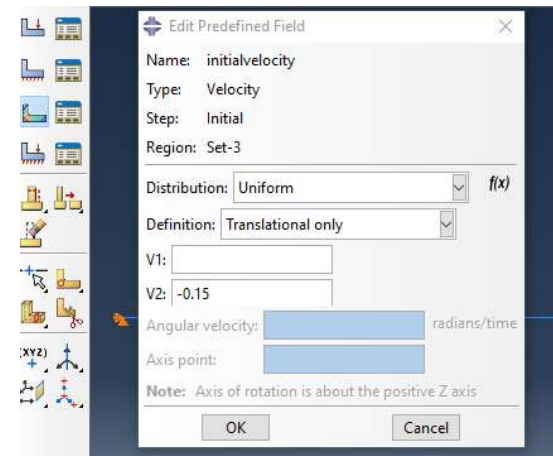 Edit Predefined Field
Name: initialvelocity
Type: Velocity
Step: Initial
Region: Set-3
Distribution: Uniform f(x)
Definition: Translational only
V1:
V2: -0.15
Angular velocity: radians/time
Axis point:
Note: Axis of rotation is about the positive Z axis
OK Cancel
(XYZ)